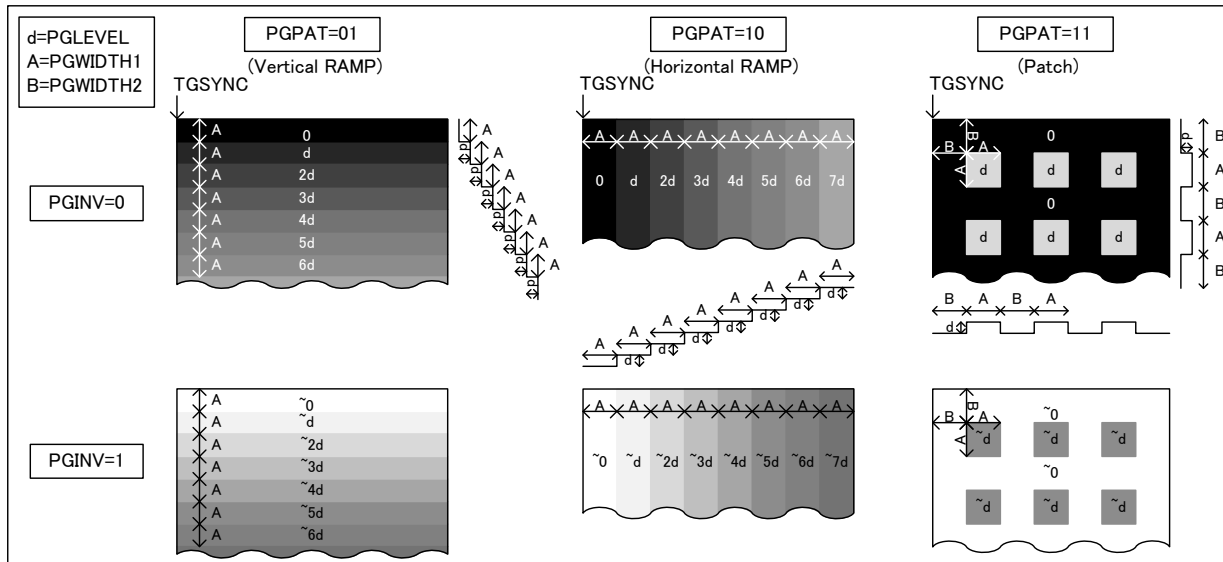 d=PGLEVEL
A=PGWIDTH1
B=PGWIDTH2
PGPAT=01
(Vertical RAMP)
PGPAT=10
(Horizontal RAMP)
PGPAT=11
(Patch)
TGSYNC
TGSYNC
TGSYNC
PGINV=0
A 0
A d
A 2d
A 3d
A 4d
A 5d
A 6d
A
d
A
d
A
d
A
d
A
d
A
d
A
d
A A A A A A A A
0 d 2d 3d 4d 5d 6d 7d
A
A d
A d
A d
A d
A d
A d
A d
B 0
B A
A d d d
0
d d d
d
B
A
B
A
B
B A B A
d
PGINV=1
A ~0
A ~d
A ~2d
A ~3d
A ~4d
A ~5d
A ~6d
A A A A A A A A
~0 ~d ~2d ~3d ~4d ~5d ~6d ~7d
B ~0
B A
A ~d ~d ~d
~0
~d ~d ~d